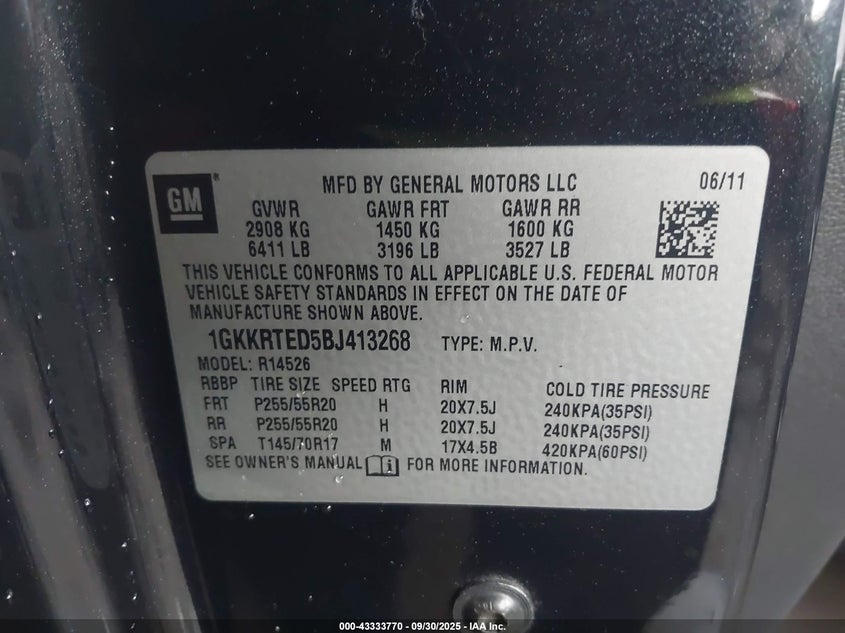 GM
®
MFD BY GENERAL MOTORS LLC 06/11
GVWR GAWR FRT GAWR RR
2908 KG 1450 KG 1600 KG
6411 LB 3196 LB 3527 LB
THIS VEHICLE CONFORMS TO ALL APPLICABLE U.S. FEDERAL MOTOR
VEHICLE SAFETY STANDARDS IN EFFECT ON THE DATE OF
MANUFACTURE SHOWN ABOVE.
1GKKRTED5BJ413268 TYPE: M.P.V.
MODEL: R14526
RBBP TIRE SIZE SPEED RTG RIM COLD TIRE PRESSURE
FRT P255/55R20 H 20X7.5J 240KPA(35PSI)
RR P255/55R20 H 20X7.5J 240KPA(35PSI)
SPA T145/70R17 M 17X4.5B 420KPA(60PSI)
SEE OWNER'S MANUAL i FOR MORE INFORMATION.
000-43333770 - 09/30/2025 - IAA Inc.